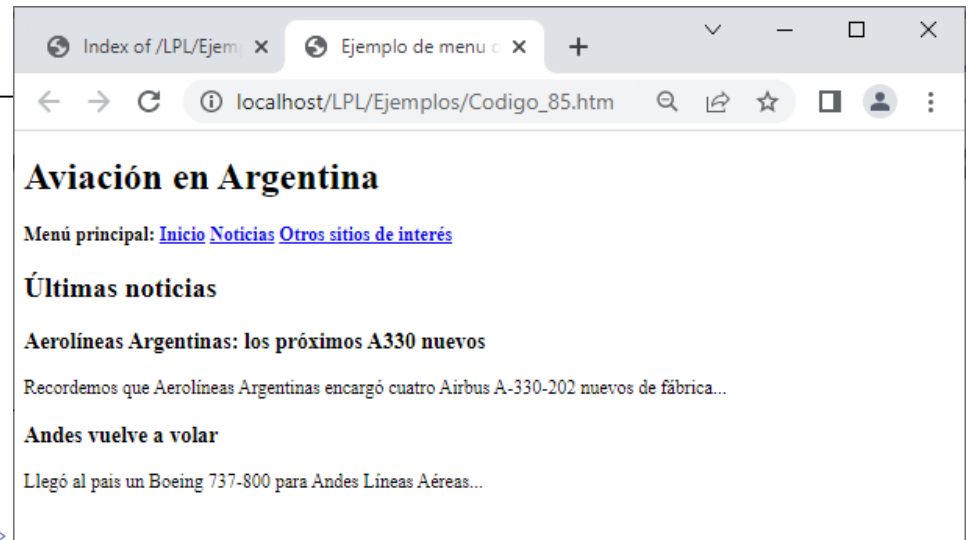 Index of /LPL/Ejem
Ejemplo de menu
localhost/LPL/Ejemplos/Codigo_85.htm
Aviación en Argentina
Menú principal: Inicio Noticias Otros sitios de interés
Últimas noticias
Aerolíneas Argentinas: los próximos A330 nuevos
Recordemos que Aerolíneas Argentinas encargó cuatro Airbus A-330-202 nuevos de fábrica...
Andes vuelve a volar
Llegó al pais un Boeing 737-800 para Andes Líneas Aéreas...